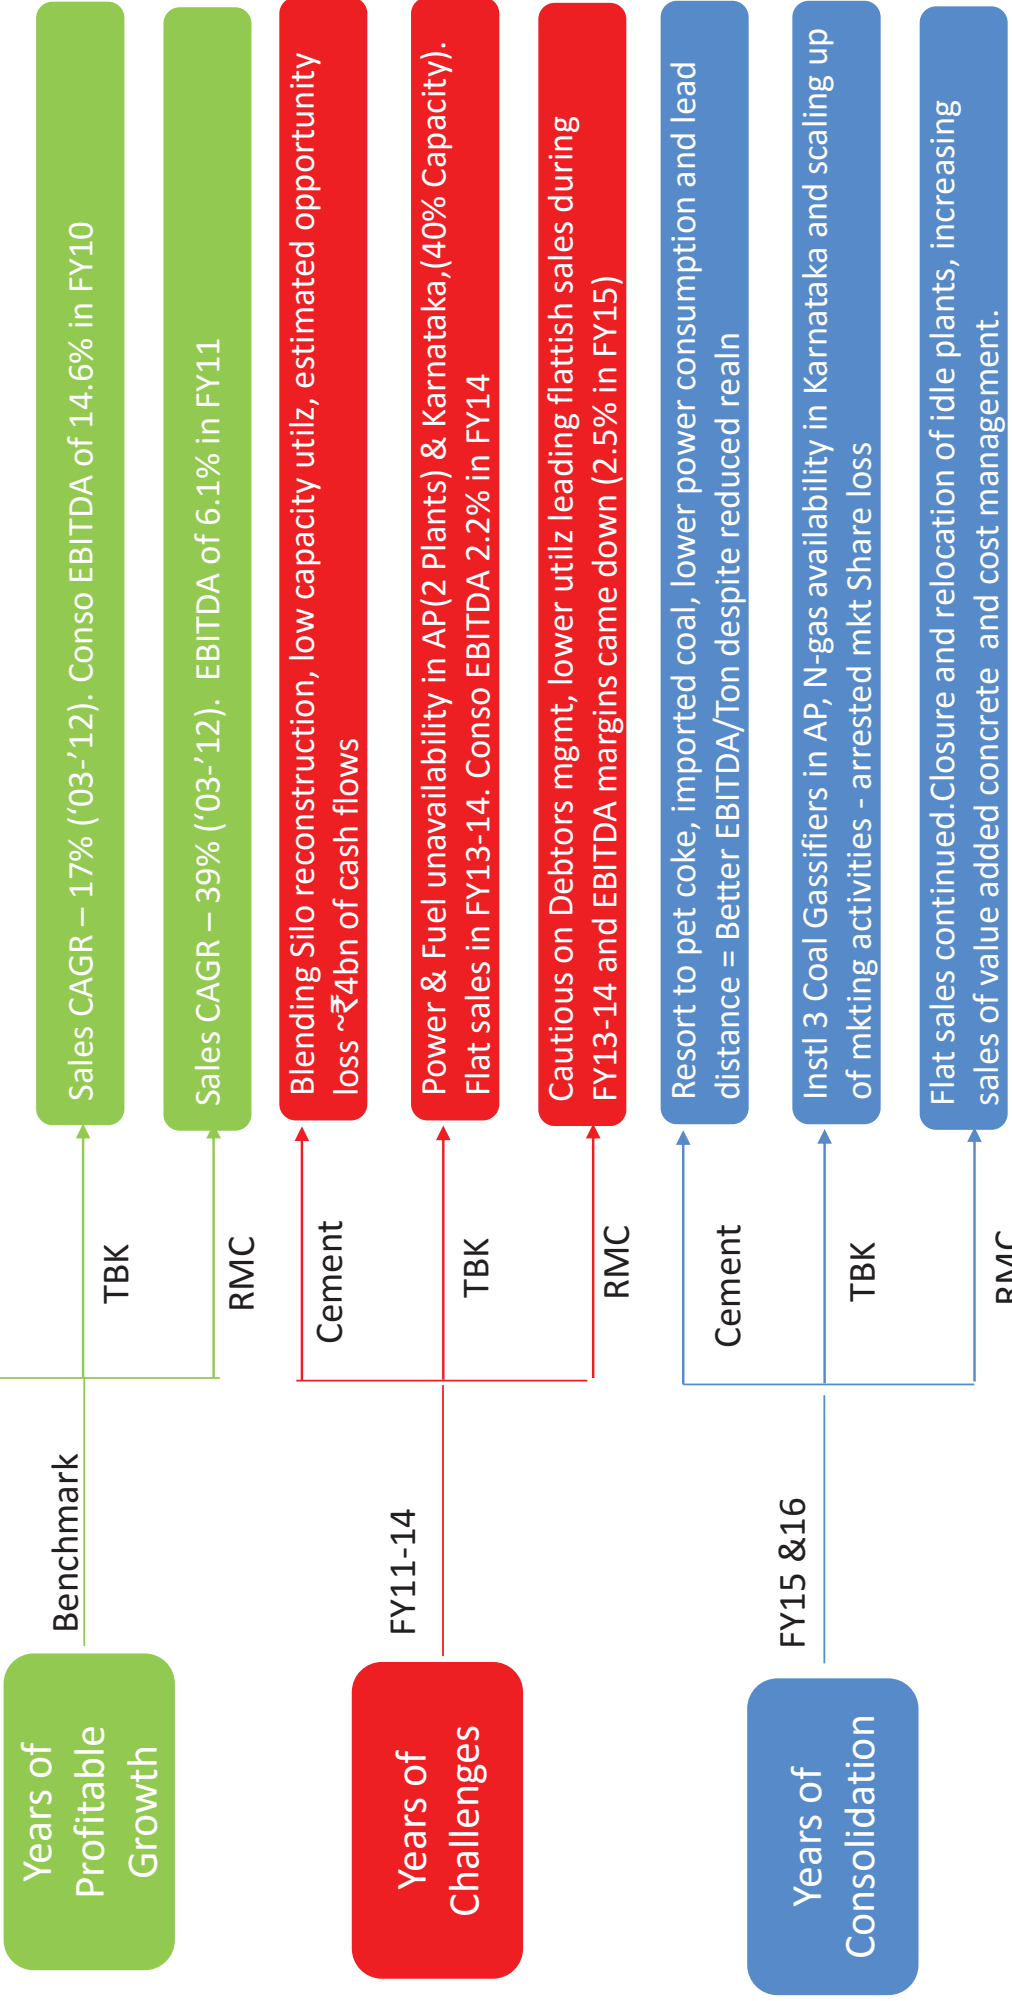 Years of
Profitable
Growth
Benchmark
TBK
Sales CAGR – 17% (‘03-’12). Conso EBITDA of 14.6% in FY10
RMC
Sales CAGR – 39% (‘03-’12). EBITDA of 6.1% in FY11
Years of
Challenges
FY11-14
Cement
Blending Silo reconstruction, low capacity utilz, estimated opportunity
loss ~₹4bn of cash flows
TBK
Power & Fuel unavailability in AP(2 Plants) & Karnataka,(40% Capacity).
Flat sales in FY13-14. Conso EBITDA 2.2% in FY14
RMC
Cautious on Debtors mgmt, lower utilz leading flattish sales during
FY13-14 and EBITDA margins came down (2.5% in FY15)
Years of
Consolidation
FY15 &16
Cement
Resort to pet coke, imported coal, lower power consumption and lead
distance = Better EBITDA/Ton despite reduced realn
TBK
Instl 3 Coal Gassifiers in AP, N-gas availability in Karnataka and scaling up
of mkting activities - arrested mkt Share loss
RMC
Flat sales continued.Closure and relocation of idle plants, increasing
sales of value added concrete and cost management.